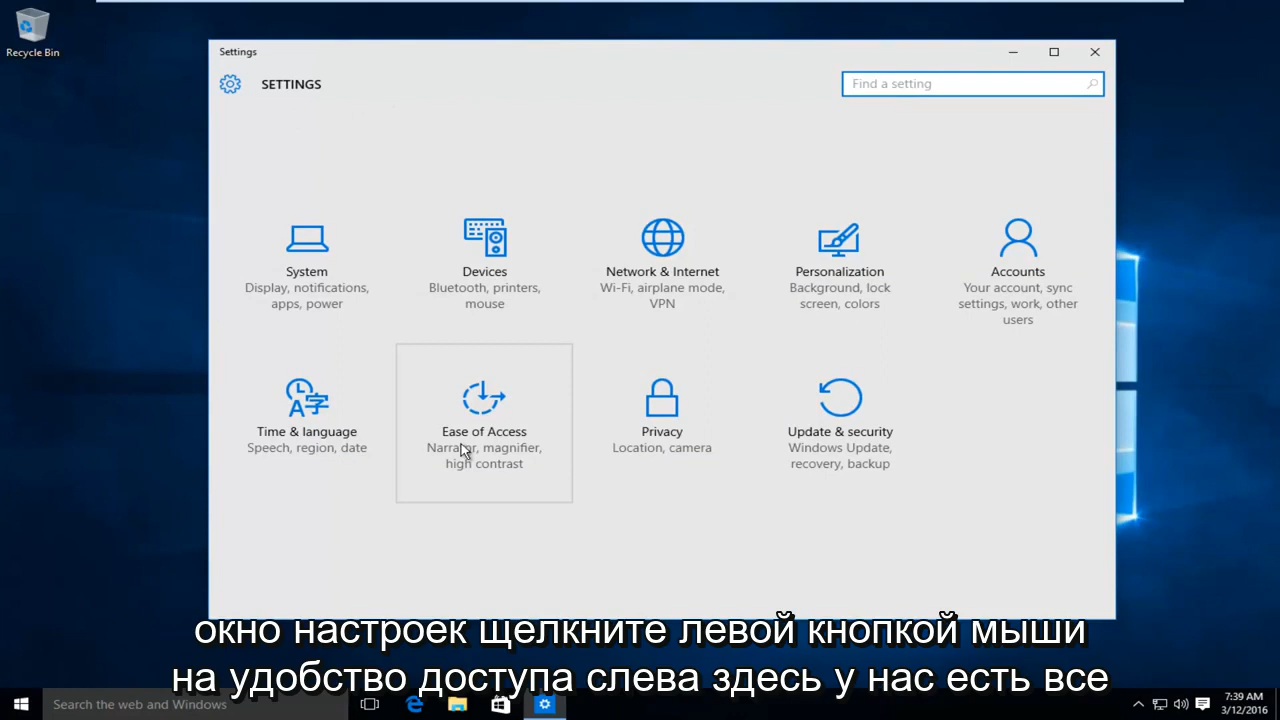 Recycle Bin
Settings
SETTINGS
Find a setting
System
Display, notifications,
apps, power
Devices
Bluetooth, printers,
mouse
Network & Internet
Wi-Fi, airplane mode,
VPN
Personalization
Background, lock
screen, colors
Accounts
Your account, sync
settings, work, other
users
Time & language
Speech, region, date
Ease of Access
Narrator, magnifier,
high contrast
Privacy
Location, camera
Update & security
Windows Update,
recovery, backup
окно настроек щелкните левой кнопкой мыши
на удобство доступа слева здесь у нас есть все
Search the web and Windows
7:39 AM
3/12/2016